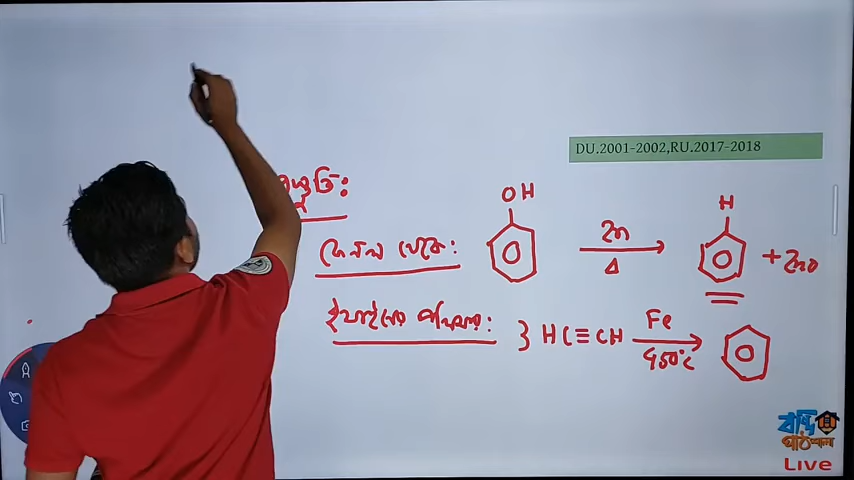 DU.2001-2002,RU.2017-2018
প্রস্তুতি:
ফেনল থেকে: OH Zn Δ H + ZnO
ইথাইনের পলিমার: 3 HC≡CH Fe 450°C
বন্দি পাঠশালা
Live